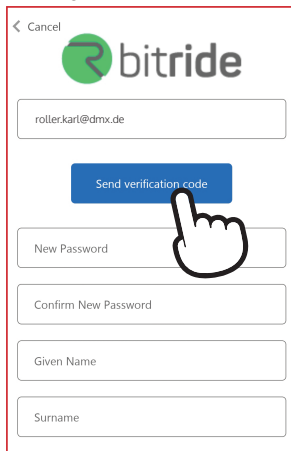 Cancel
bitride
roller.karl@dmx.de
Send verification code
New Password
Confirm New Password
Given Name
Surname